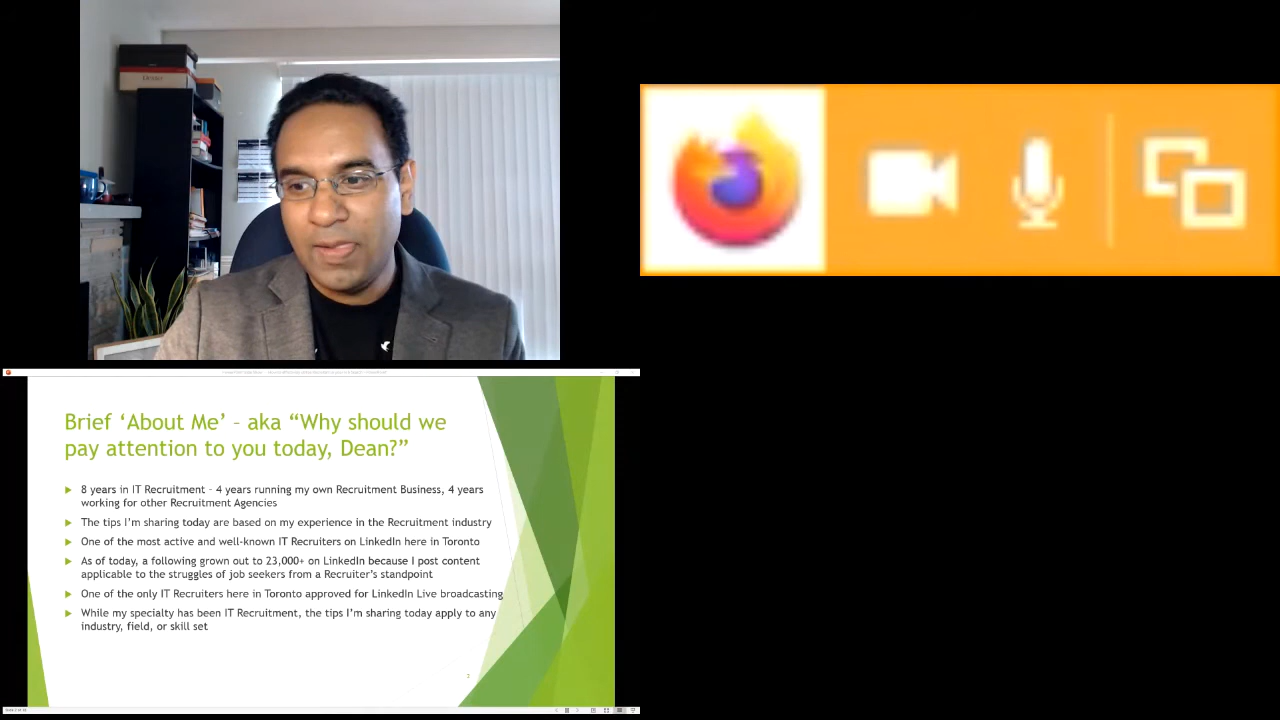 Brief ‘About Me’ – aka “Why should we
pay attention to you today, Dean?”
8 years in IT Recruitment – 4 years running my own Recruitment Business, 4 years
working for other Recruitment Agencies
The tips I’m sharing today are based on my experience in the Recruitment industry
One of the most active and well-known IT Recruiters on LinkedIn here in Toronto
As of today, a following grown out to 23,000+ on LinkedIn because I post content
applicable to the struggles of job seekers from a Recruiter’s standpoint
One of the only IT Recruiters here in Toronto approved for LinkedIn Live broadcasting
While my specialty has been IT Recruitment, the tips I’m sharing today apply to any
industry, field, or skill set